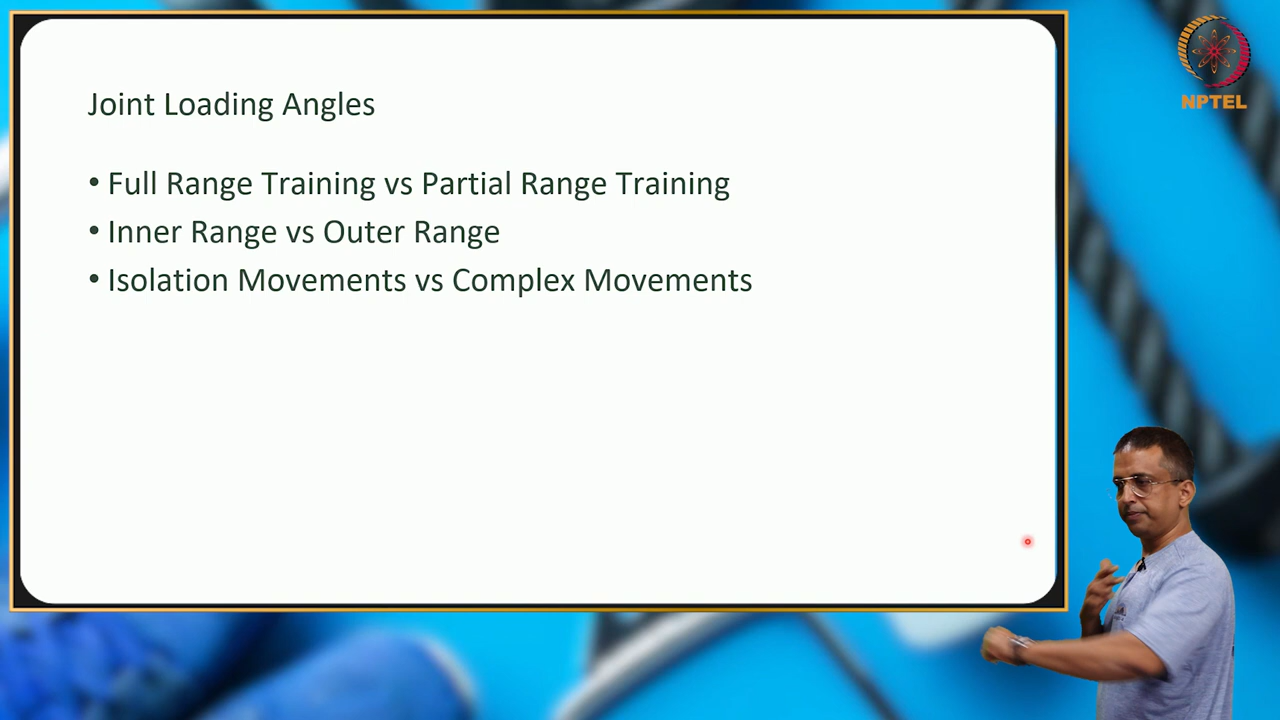 Joint Loading Angles
• Full Range Training vs Partial Range Training
• Inner Range vs Outer Range
• Isolation Movements vs Complex Movements
NPTEL